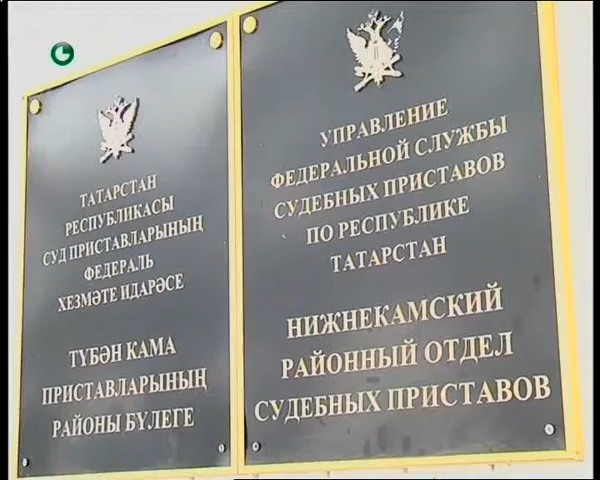 ТАТАРСТАН
РЕСПУБЛИКАСЫ
СУД ПРИСТАВЛАРЫНЫҢ
ФЕДЕРАЛЬ
ХЕЗМӘТЕ ИДАРӘСЕ
ТҮБӘН КАМА
ПРИСТАВЛАРЫНЫҢ
РАЙОНЫ БҮЛЕГЕ
УПРАВЛЕНИЕ
ФЕДЕРАЛЬНОЙ СЛУЖБЫ
СУДЕБНЫХ ПРИСТАВОВ
ПО РЕСПУБЛИКЕ
ТАТАРСТАН
НИЖНЕКАМСКИЙ
РАЙОННЫЙ ОТДЕЛ
СУДЕБНЫХ ПРИСТАВОВ